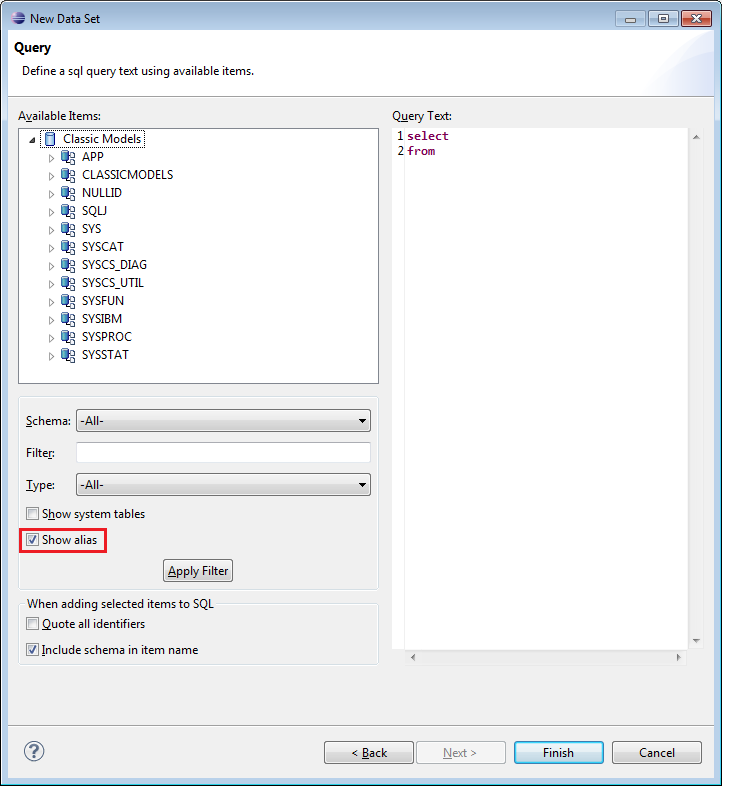 New Data Set
Query
Define a sql query text using available items.
Available Items:
Classic Models
APP
CLASSICMODELS
NULLID
SQLJ
SYS
SYSCAT
SYSCS_DIAG
SYSCS_UTIL
SYSFUN
SYSIBM
SYSPROC
SYSSTAT
Schema: -All-
Filter:
Type: -All-
Show system tables
Show alias
Apply Filter
When adding selected items to SQL
Quote all identifiers
Include schema in item name
Query Text:
1 select
2 from
? < Back Next > Finish Cancel